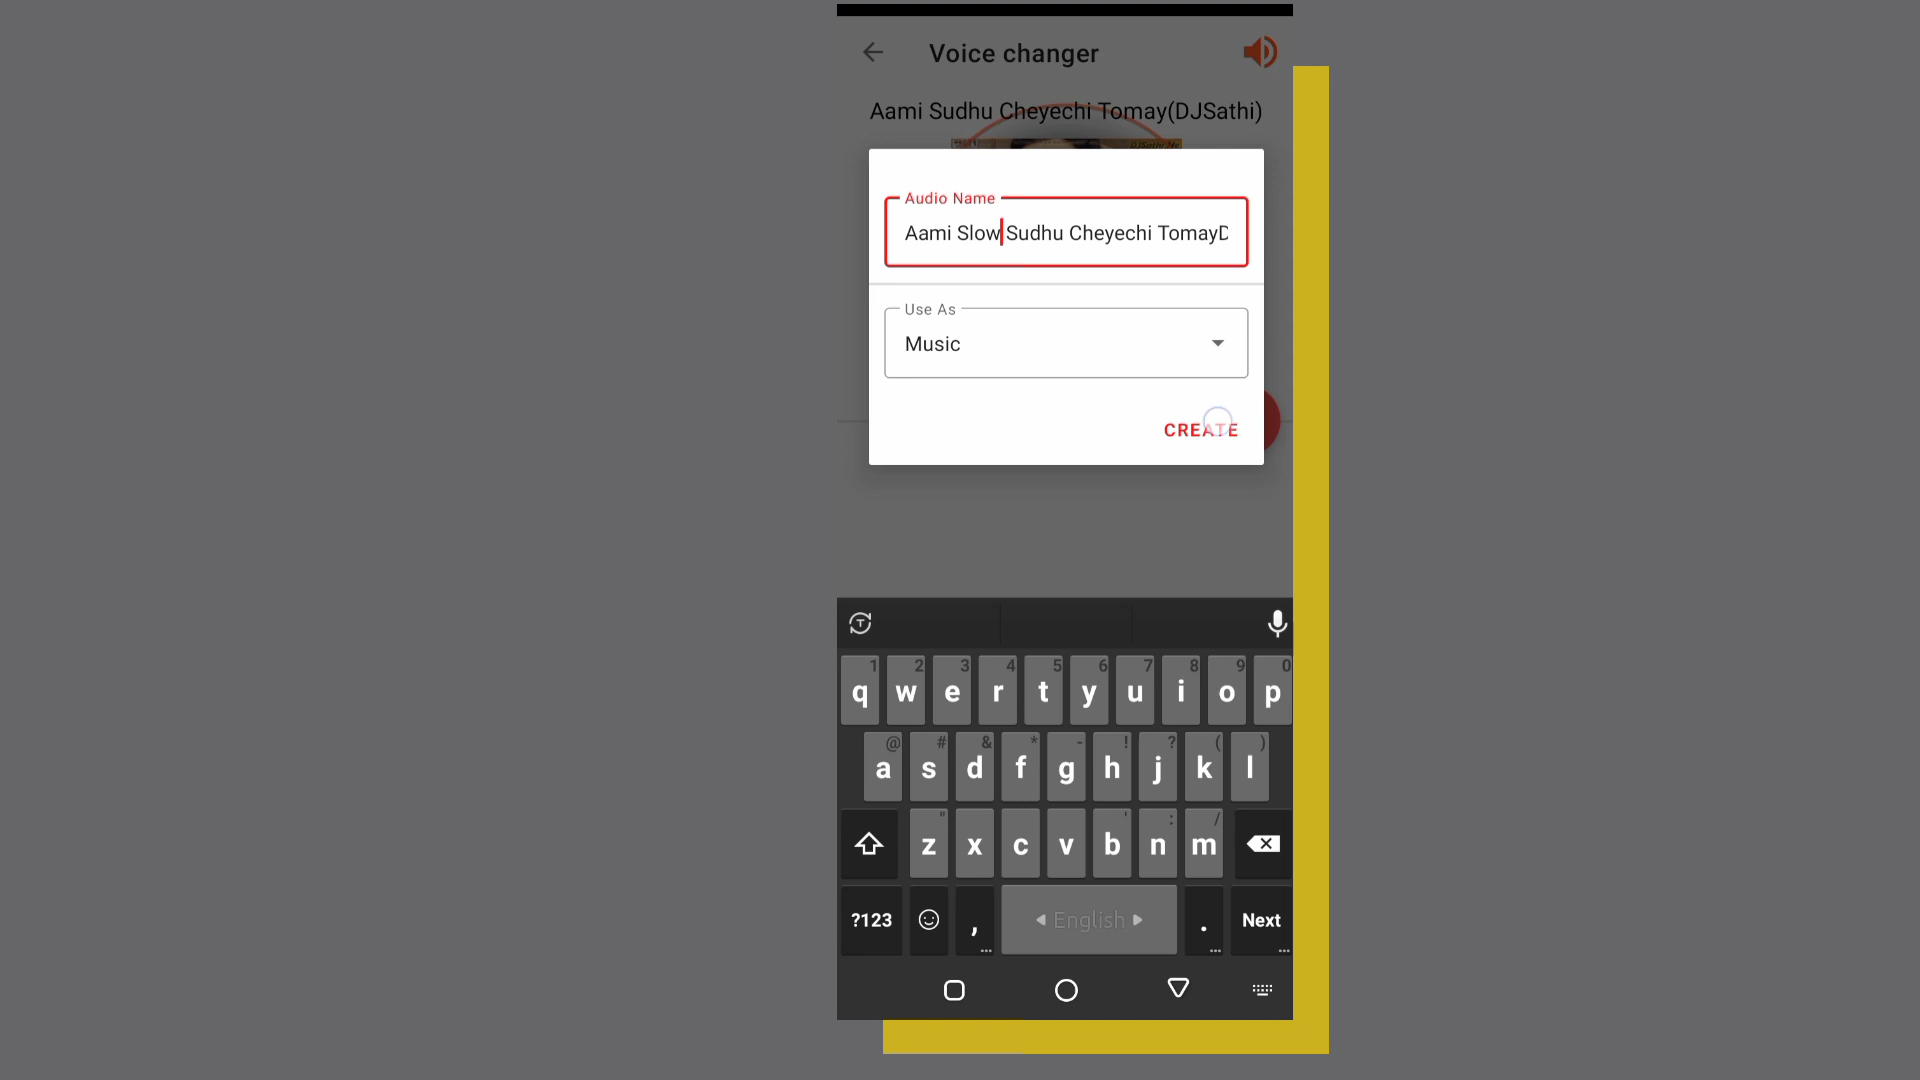 Voice changer
Aami Sudhu Cheyechi Tomay(DJSathi)
Audio Name
Aami Slow Sudhu Cheyechi TomayD
Use As
Music
CREATE
1 2 3 4 5 6 7 8 9 0
q w e r t y u i o p
@ # & * - ! ? ( )
a s d f g h j k l
" ' : /
z x c v b n m
?123 , English . Next